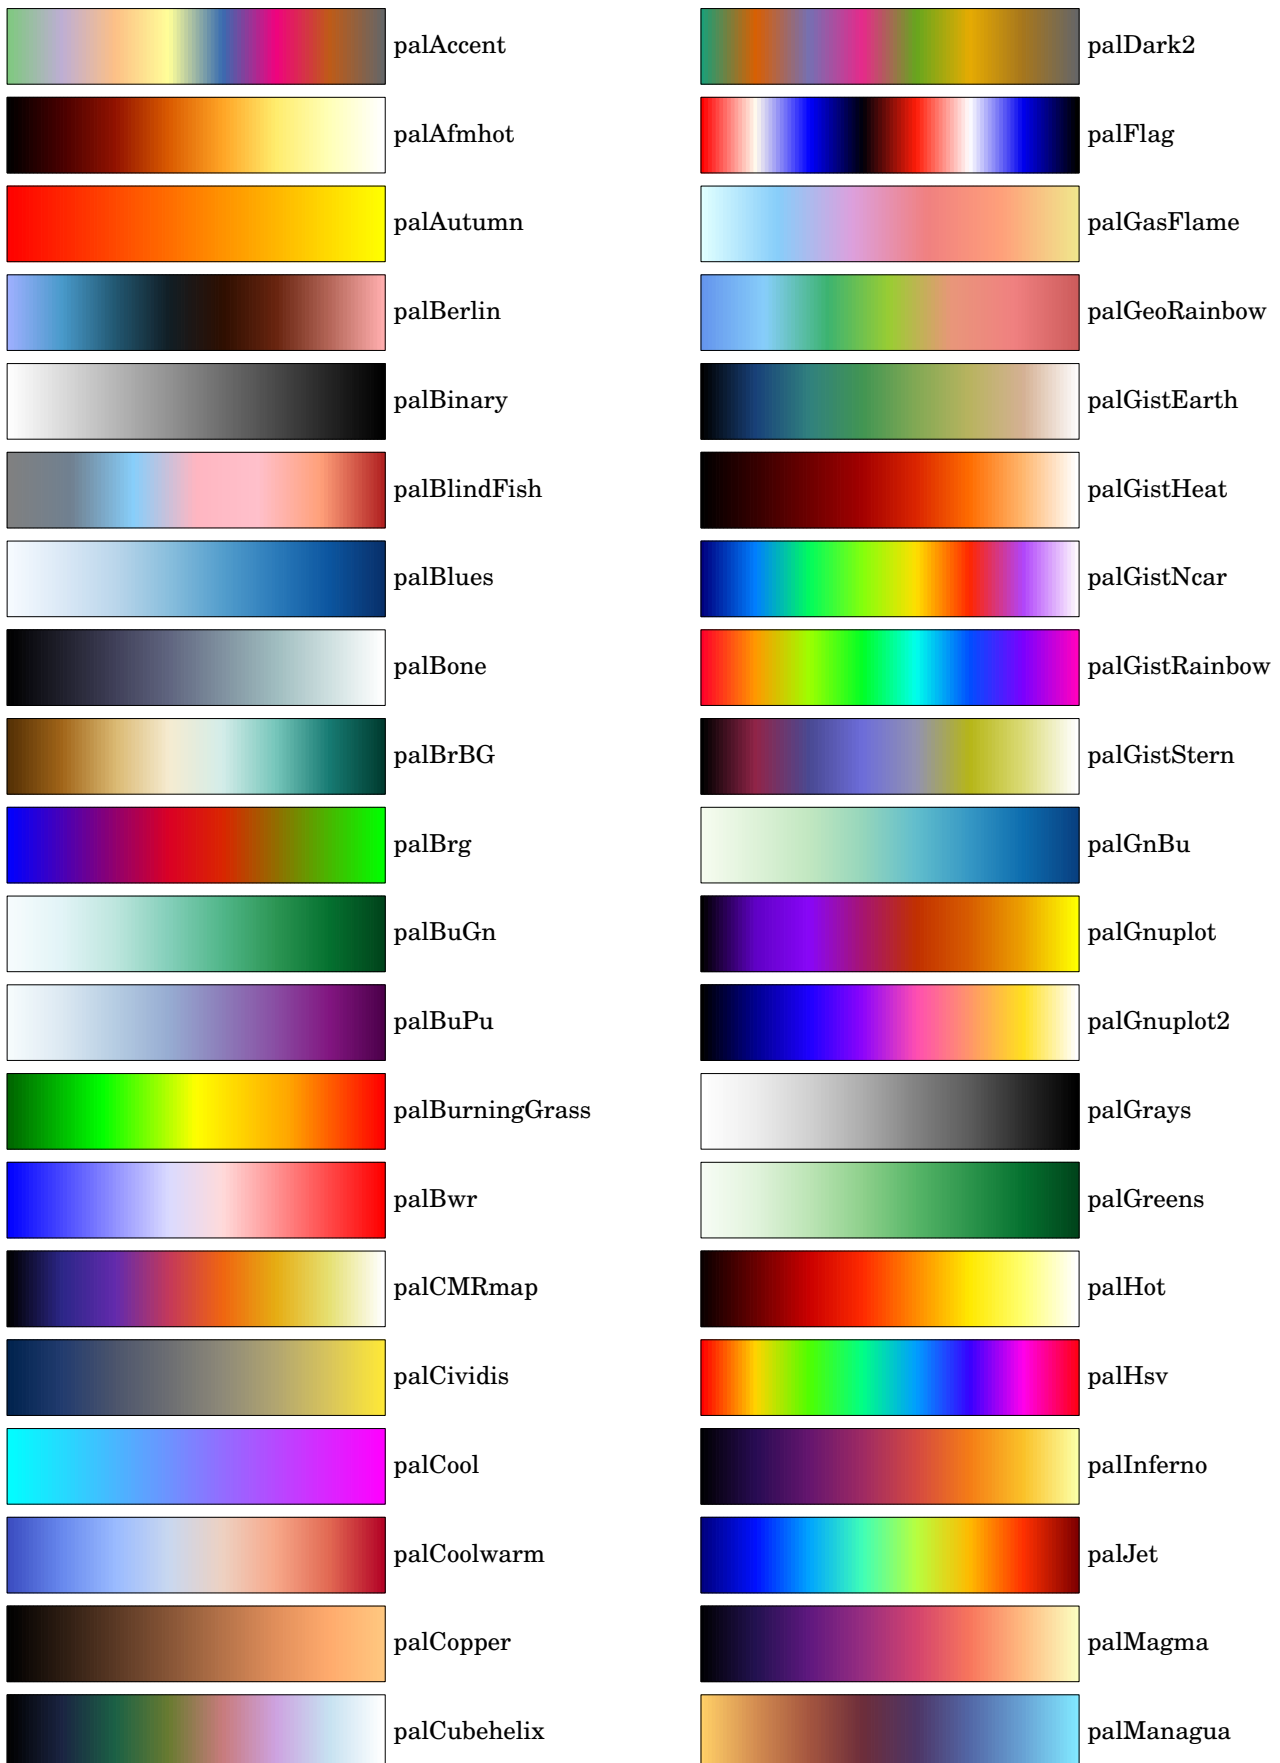 palAccent
palAfmhot
palAutumn
palBerlin
palBinary
palBlindFish
palBlues
palBone
palBrBG
palBrg
palBuGn
palBuPu
palBurningGrass
palBwr
palCMRmap
palCividis
palCool
palCoolwarm
palCopper
palCubehelix
palDark2
palFlag
palGasFlame
palGeoRainbow
palGistEarth
palGistHeat
palGistNcar
palGistRainbow
palGistStern
palGnBu
palGnuplot
palGnuplot2
palGrays
palGreens
palHot
palHsv
palInferno
palJet
palMagma
palManagua